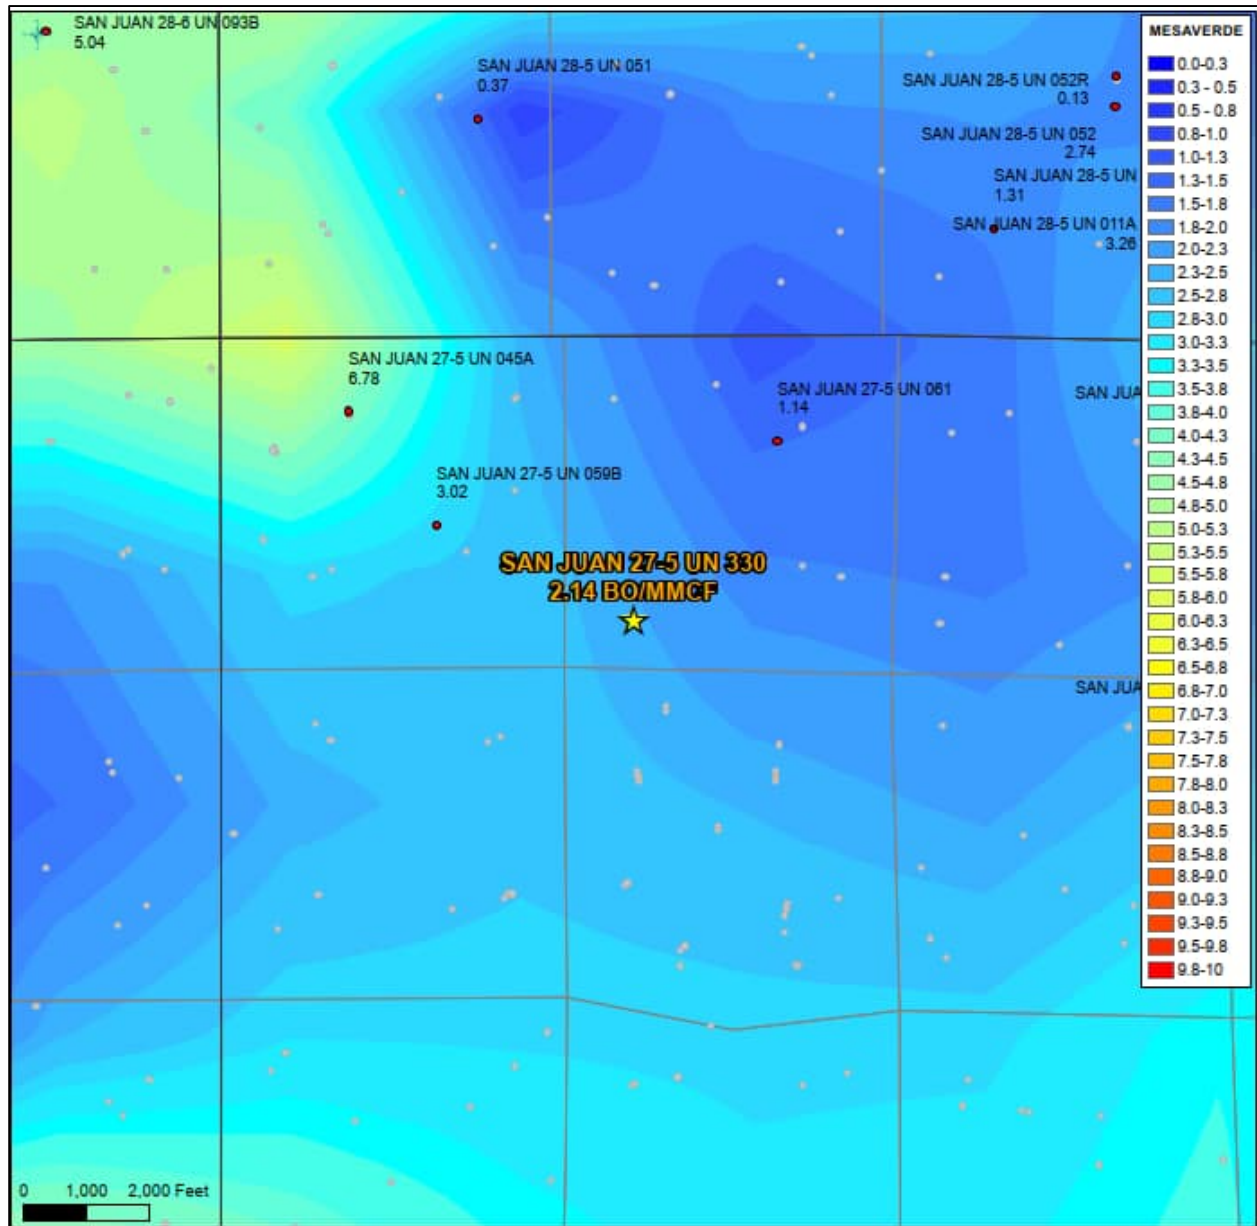 SAN JUAN 28-6 UN 093B
5.04
SAN JUAN 28-5 UN 051
0.37
SAN JUAN 28-5 UN 052R
0.13
SAN JUAN 28-5 UN 052
2.74
SAN JUAN 28-5 UN
1.31
SAN JUAN 28-5 UN 011A
3.26
SAN JUAN 27-5 UN 045A
6.78
SAN JUAN 27-5 UN 061
1.14
SAN JUA
SAN JUAN 27-5 UN 059B
3.02
SAN JUAN 27-5 UN 330
2.14 BO/MMCF
SAN JUA
0 1,000 2,000 Feet
MESAVERDE
0.0-0.3
0.3 - 0.5
0.5 - 0.8
0.8-1.0
1.0-1.3
1.3-1.5
1.5-1.8
1.8-2.0
2.0-2.3
2.3-2.5
2.5-2.8
2.8-3.0
3.0-3.3
3.3-3.5
3.5-3.8
3.8-4.0
4.0-4.3
4.3-4.5
4.5-4.8
4.8-5.0
5.0-5.3
5.3-5.5
5.5-5.8
5.8-6.0
6.0-6.3
6.3-6.5
6.5-6.8
6.8-7.0
7.0-7.3
7.3-7.5
7.5-7.8
7.8-8.0
8.0-8.3
8.3-8.5
8.5-8.8
8.8-9.0
9.0-9.3
9.3-9.5
9.5-9.8
9.8-10